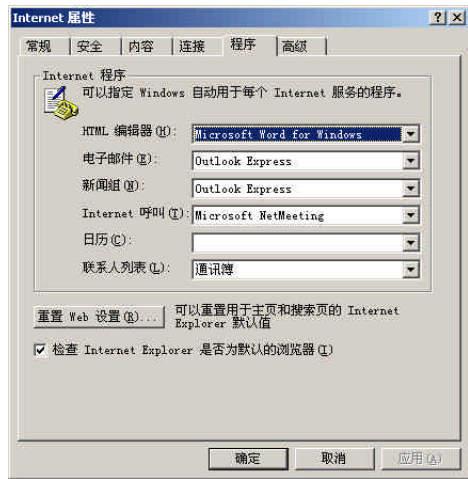 Internet 属性
常规 安全 内容 连接 程序 高级
Internet 程序
可以指定 Windows 自动用于每个 Internet 服务的程序。
HTML 编辑器(H): Microsoft Word for Windows
电子邮件(E): Outlook Express
新闻组(N): Outlook Express
Internet 呼叫(T): Microsoft NetMeeting
日历(C):
联系人列表(L): 通讯簿
重置 Web 设置(R)... 可以重置用于主页和搜索页的 Internet
Explorer 默认值
检查 Internet Explorer 是否为默认的浏览器(I)
确定 取消 应用(A)